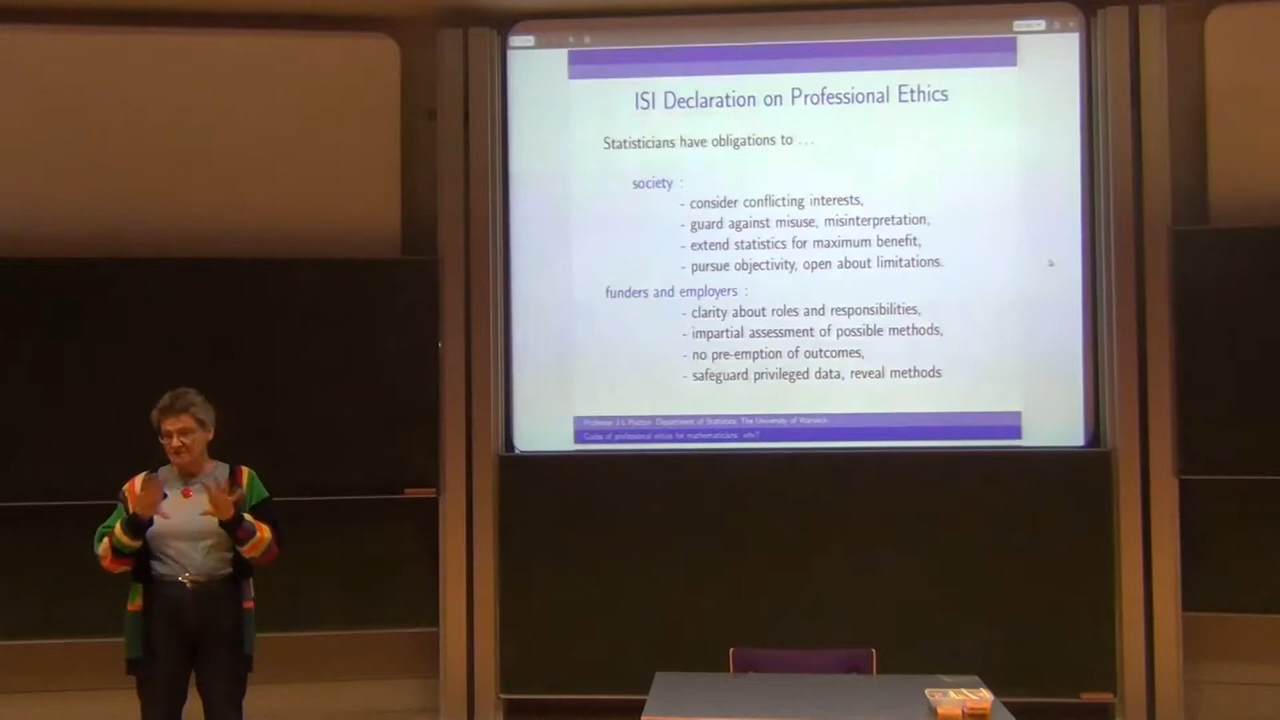 ISI Declaration on Professional Ethics
Statisticians have obligations to ...
society :
- consider conflicting interests,
- guard against misuse, misinterpretation,
- extend statistics for maximum benefit,
- pursue objectivity, open about limitations.
funders and employers :
- clarity about roles and responsibilities,
- impartial assessment of possible methods,
- no pre-emption of outcomes,
- safeguard privileged data, reveal methods
Professor J L Department of Statistics The University of Warwick
Codes of professional ethics for mathematicians: why?